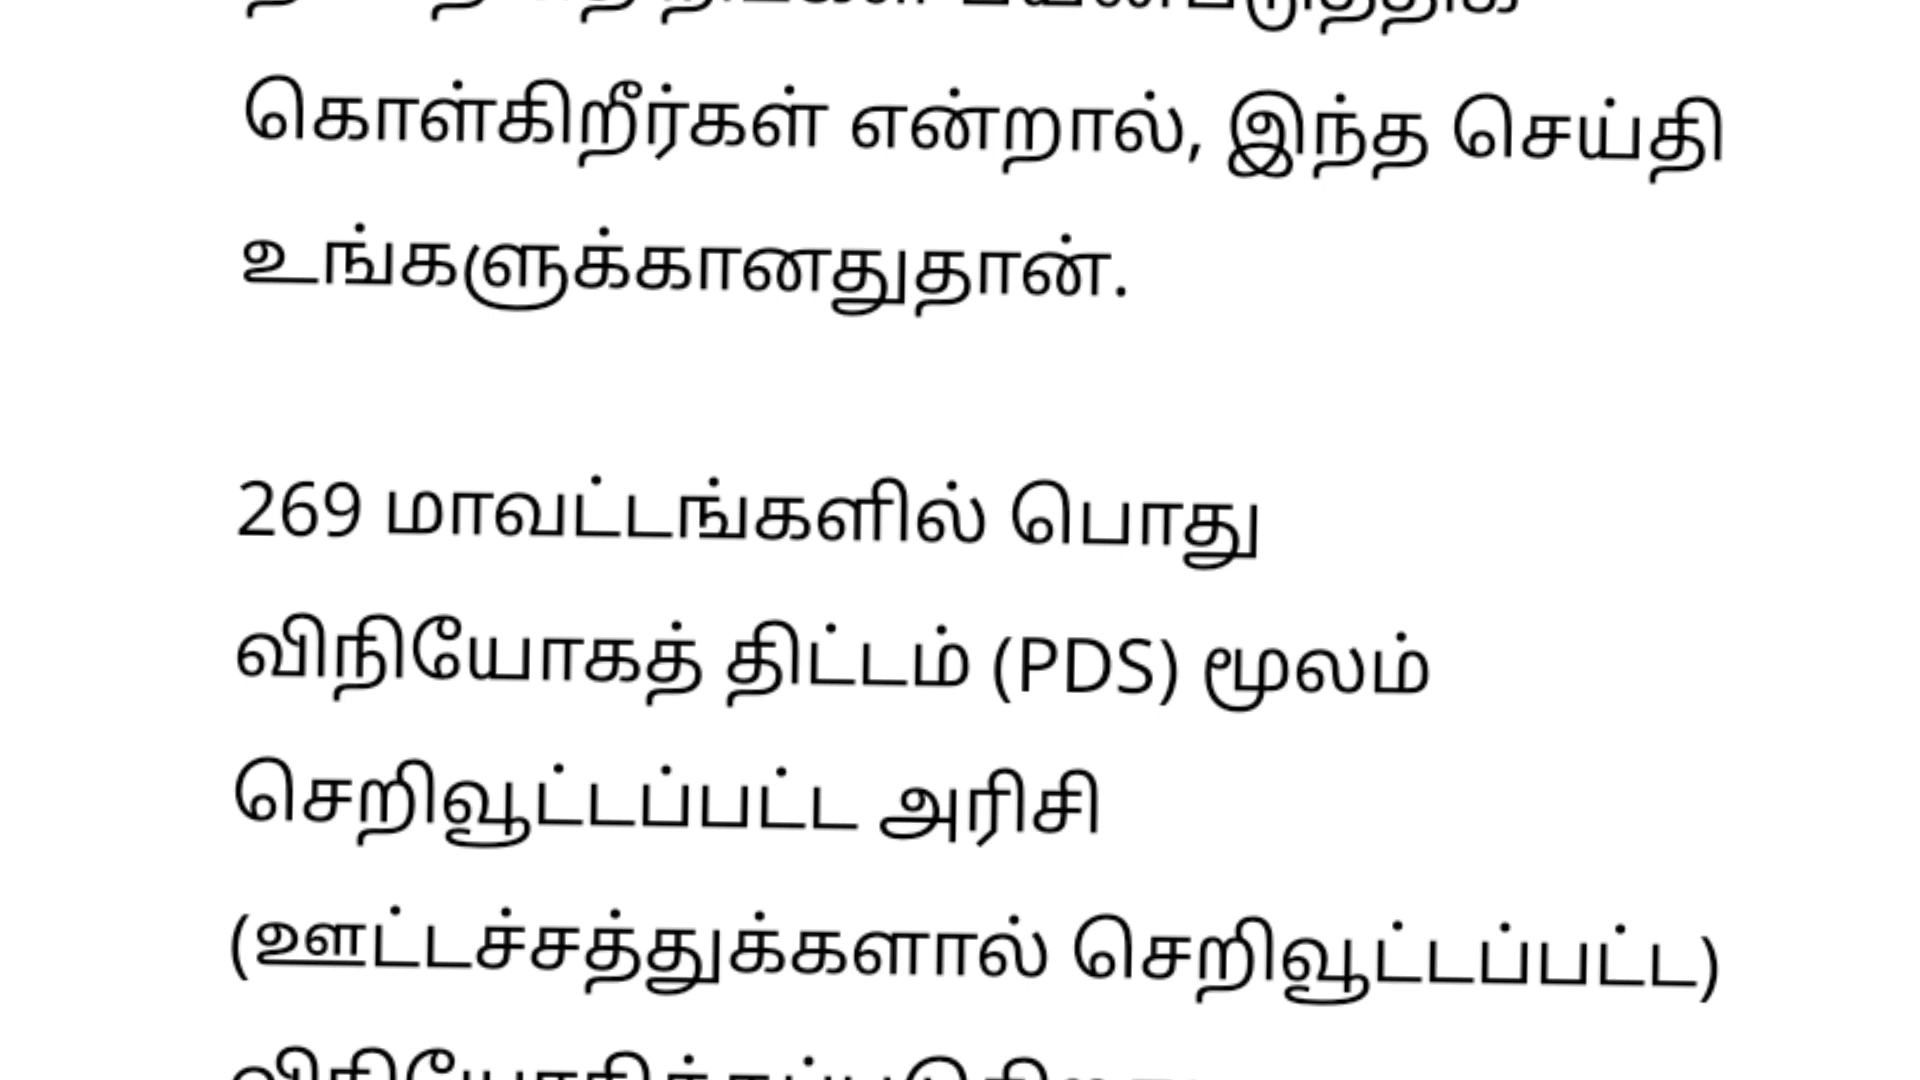 கொள்கிறீர்கள் என்றால், இந்த செய்தி
உங்களுக்கானதுதான்.
269 மாவட்டங்களில் பொது
விநியோகத் திட்டம் (PDS) மூலம்
செறிவூட்டப்பட்ட அரிசி
(ஊட்டச்சத்துக்களால் செறிவூட்டப்பட்ட)